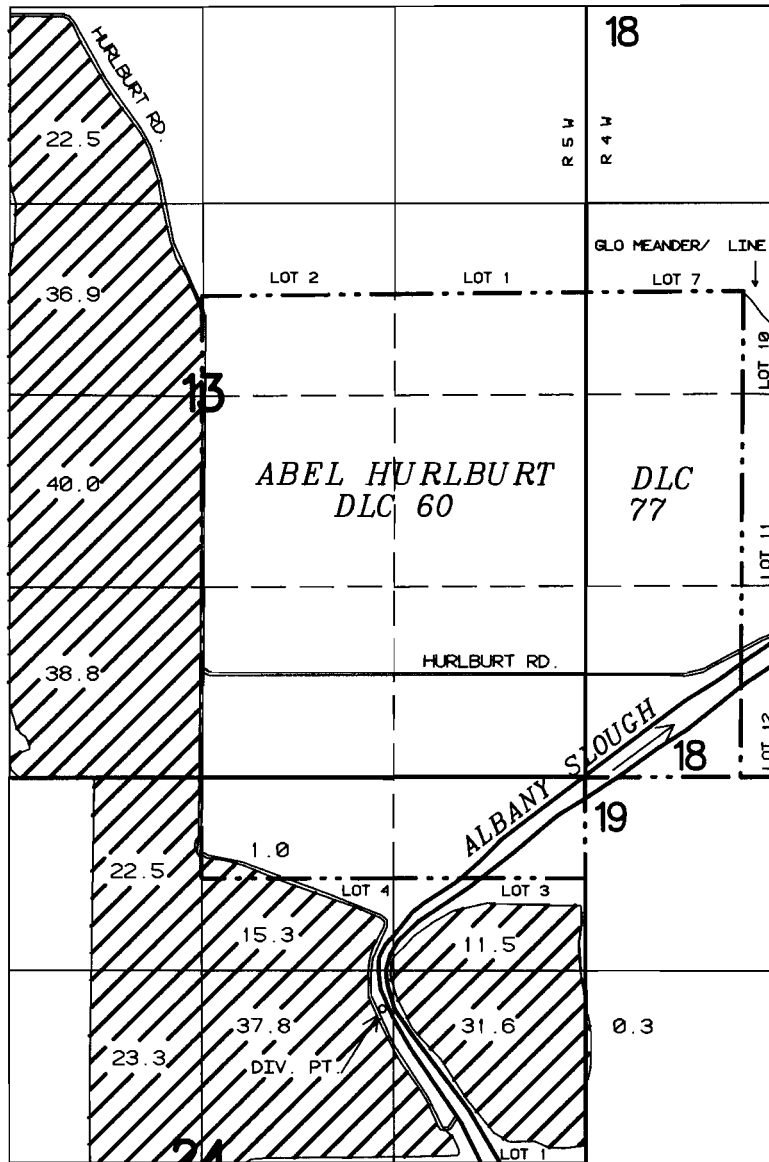 18
HURLBURT RD.
22.5
R 5 W
R 4 W
GLO MEANDER/ LINE
LOT 2
LOT 1
LOT 7
36.9
LOT 10
13
ABEL HURLBURT
DLC 60
DLC
77
40.0
LOT 11
HURLBURT RD.
38.8
ALBANY SLOUGH
18
LOT 12
19
1.0
22.5
LOT 4
LOT 3
15.3
11.5
37.8
31.6
0.3
23.3
DIV. PT.
24
LOT 1